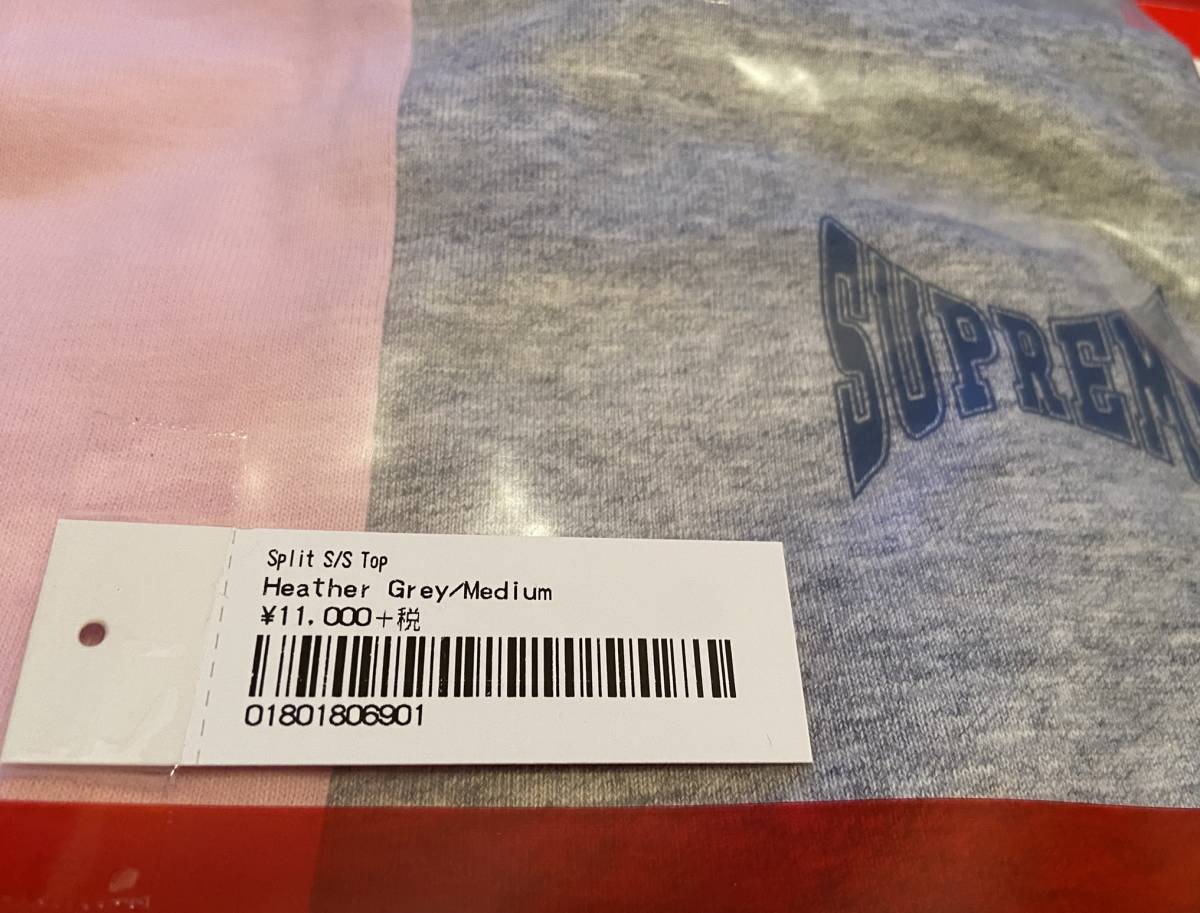 SUPREM
Split S/S Top
Heather Grey/Medium
¥11,000+税
01801806901